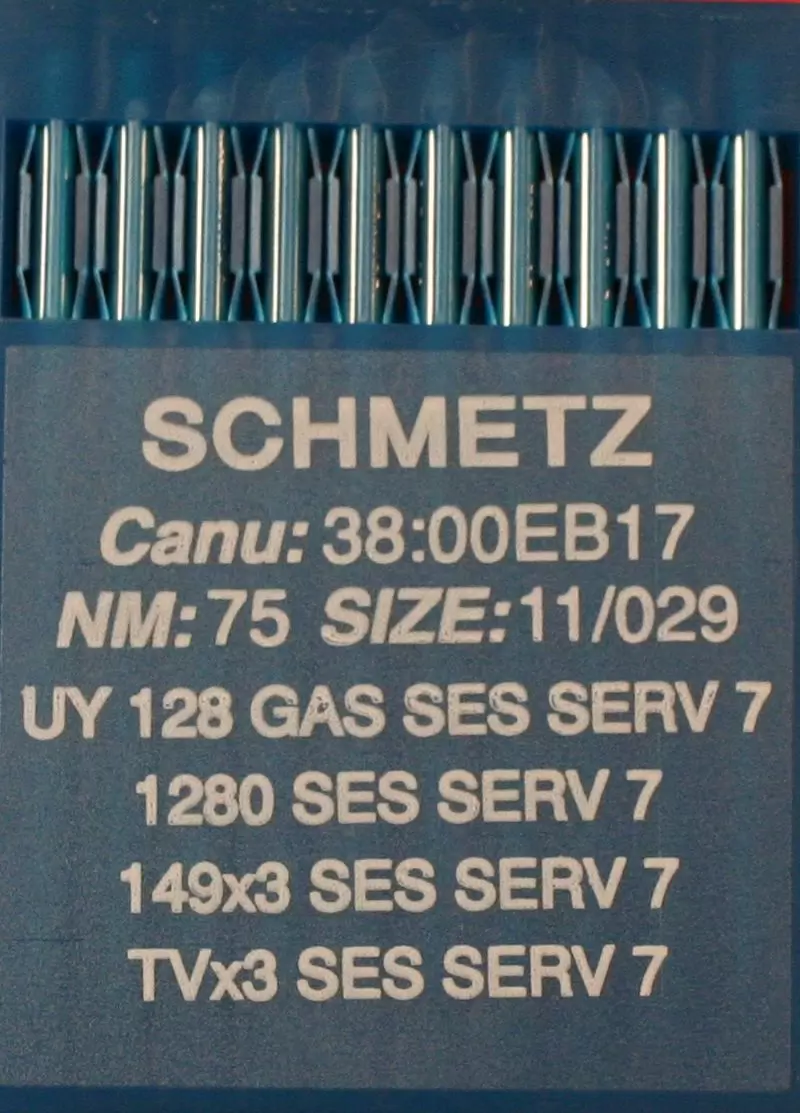 SCHMETZ
Canu: 38:00EB17
NM: 75 SIZE: 11/029
UY 128 GAS SES SERV 7
1280 SES SERV 7
149x3 SES SERV 7
TVx3 SES SERV 7